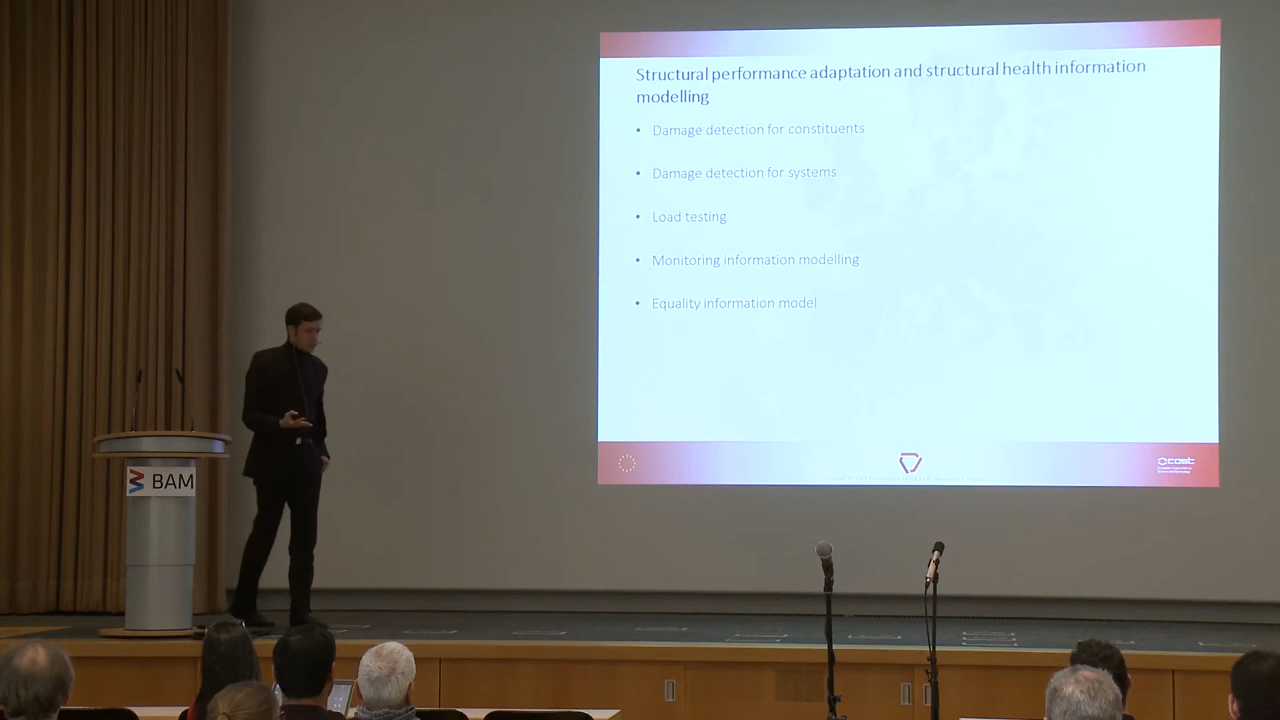 Structural performance adaptation and structural health information
modelling
• Damage detection for constituents
• Damage detection for systems
• Load testing
• Monitoring information modelling
• Equality information model
cost
BAM